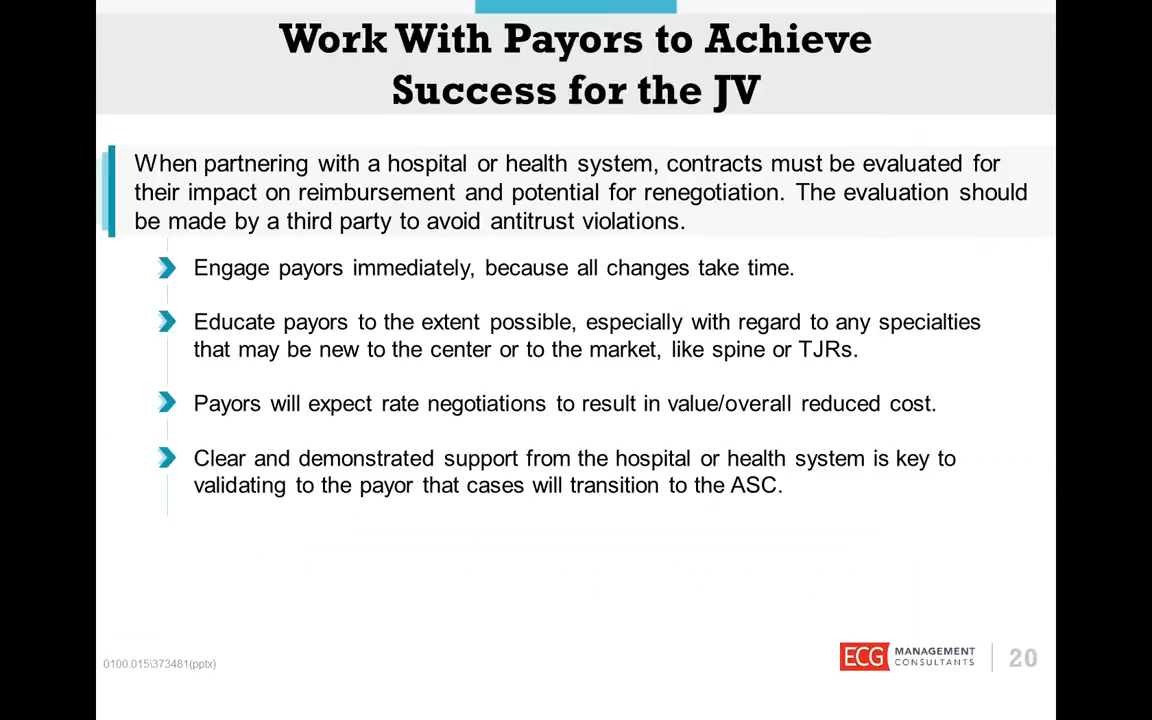 Work With Payors to Achieve
Success for the JV
When partnering with a hospital or health system, contracts must be evaluated for
their impact on reimbursement and potential for renegotiation. The evaluation should
be made by a third party to avoid antitrust violations.
Engage payors immediately, because all changes take time.
Educate payors to the extent possible, especially with regard to any specialties
that may be new to the center or to the market, like spine or TJRs.
Payors will expect rate negotiations to result in value/overall reduced cost.
Clear and demonstrated support from the hospital or health system is key to
validating to the payor that cases will transition to the ASC.
0100.015\373481(pptx)
ECG MANAGEMENT
CONSULTANTS
20